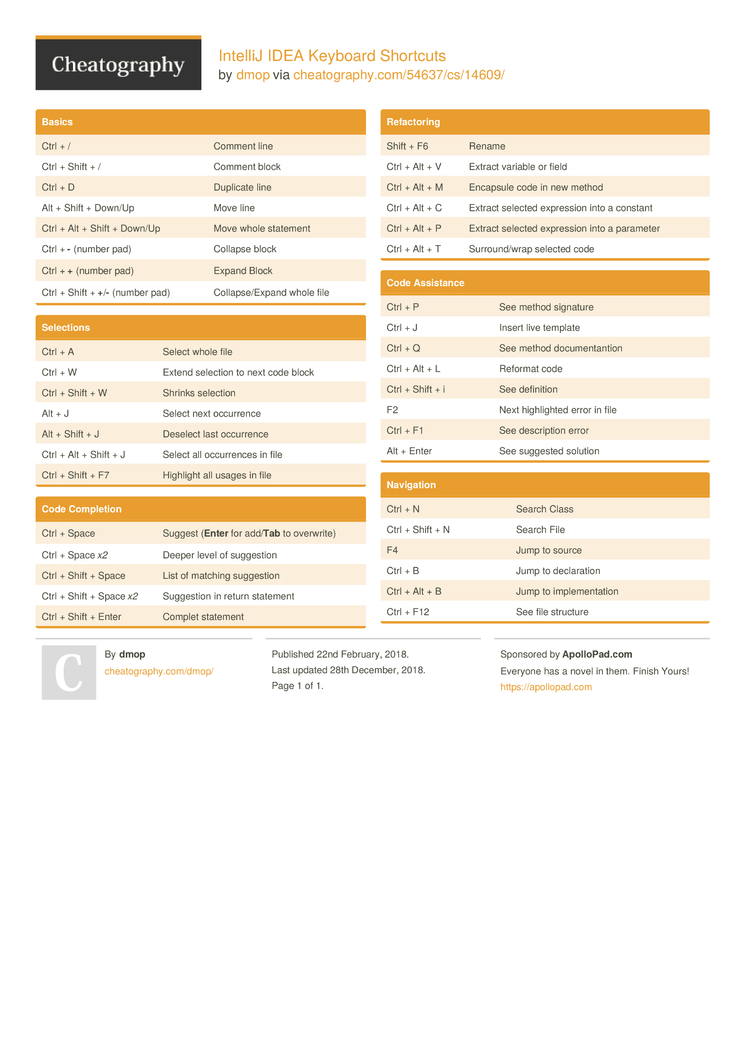 Cheatography
IntelliJ IDEA Keyboard Shortcuts
by dmop via cheatography.com/54637/cs/14609/
Basics
Ctrl + / Comment line
Ctrl + Shift + / Comment block
Ctrl + D Duplicate line
Alt + Shift + Down/Up Move line
Ctrl + Alt + Shift + Down/Up Move whole statement
Ctrl + - (number pad) Collapse block
Ctrl + + (number pad) Expand Block
Ctrl + Shift + +/- (number pad) Collapse/Expand whole file
Selections
Ctrl + A Select whole file
Ctrl + W Extend selection to next code block
Ctrl + Shift + W Shrinks selection
Alt + J Select next occurrence
Alt + Shift + J Deselect last occurrence
Ctrl + Alt + Shift + J Select all occurrences in file
Ctrl + Shift + F7 Highlight all usages in file
Code Completion
Ctrl + Space Suggest (Enter for add/Tab to overwrite)
Ctrl + Space x2 Deeper level of suggestion
Ctrl + Shift + Space List of matching suggestion
Ctrl + Shift + Space x2 Suggestion in return statement
Ctrl + Shift + Enter Complet statement
Refactoring
Shift + F6 Rename
Ctrl + Alt + V Extract variable or field
Ctrl + Alt + M Encapsule code in new method
Ctrl + Alt + C Extract selected expression into a constant
Ctrl + Alt + P Extract selected expression into a parameter
Ctrl + Alt + T Surround/wrap selected code
Code Assistance
Ctrl + P See method signature
Ctrl + J Insert live template
Ctrl + Q See method documentantion
Ctrl + Alt + L Reformat code
Ctrl + Shift + i See definition
F2 Next highlighted error in file
Ctrl + F1 See description error
Alt + Enter See suggested solution
Navigation
Ctrl + N Search Class
Ctrl + Shift + N Search File
F4 Jump to source
Ctrl + B Jump to declaration
Ctrl + Alt + B Jump to implementation
Ctrl + F12 See file structure
C
By dmop
cheatography.com/dmop/
Published 22nd February, 2018.
Last updated 28th December, 2018.
Page 1 of 1.
Sponsored by ApolloPad.com
Everyone has a novel in them. Finish Yours!
https://apollopad.com